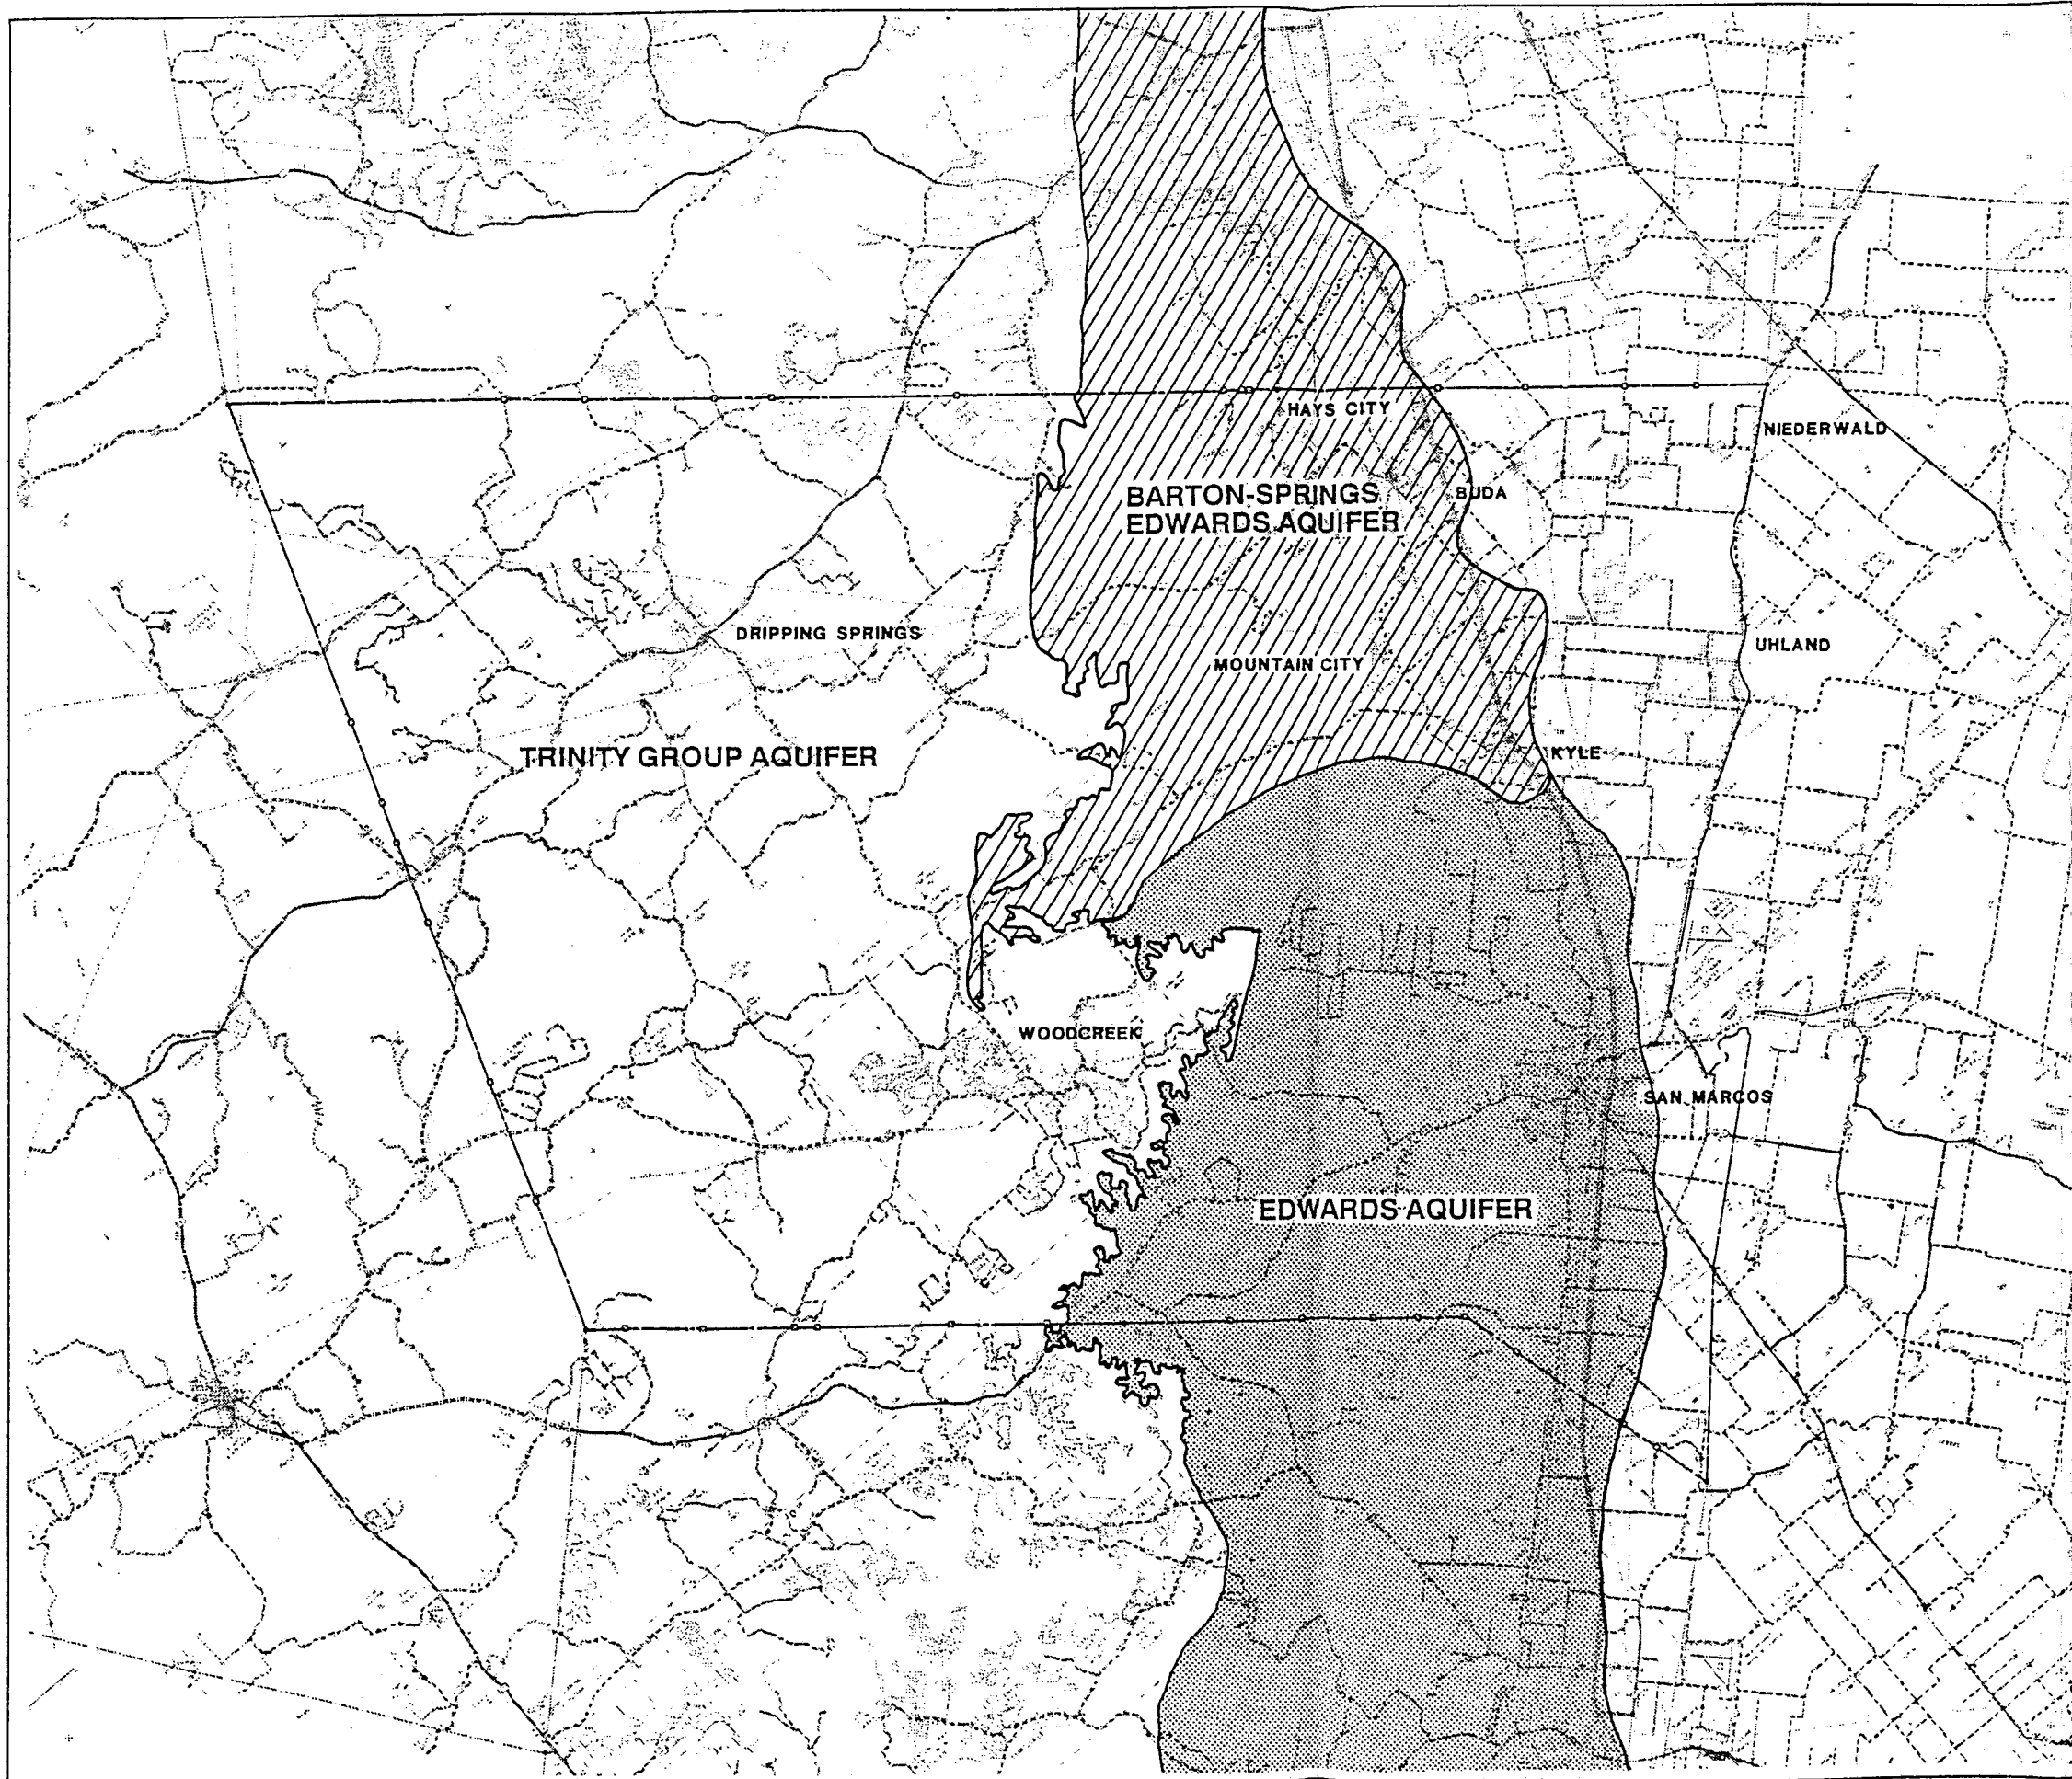 HAYS CITY
NIEDERWALD
BARTON-SPRINGS
EDWARDS AQUIFER
BUDA
DRIPPING SPRINGS
UHLAND
MOUNTAIN CITY
TRINITY GROUP AQUIFER
KYLE
WOODCREEK
SAN MARCOS
EDWARDS AQUIFER